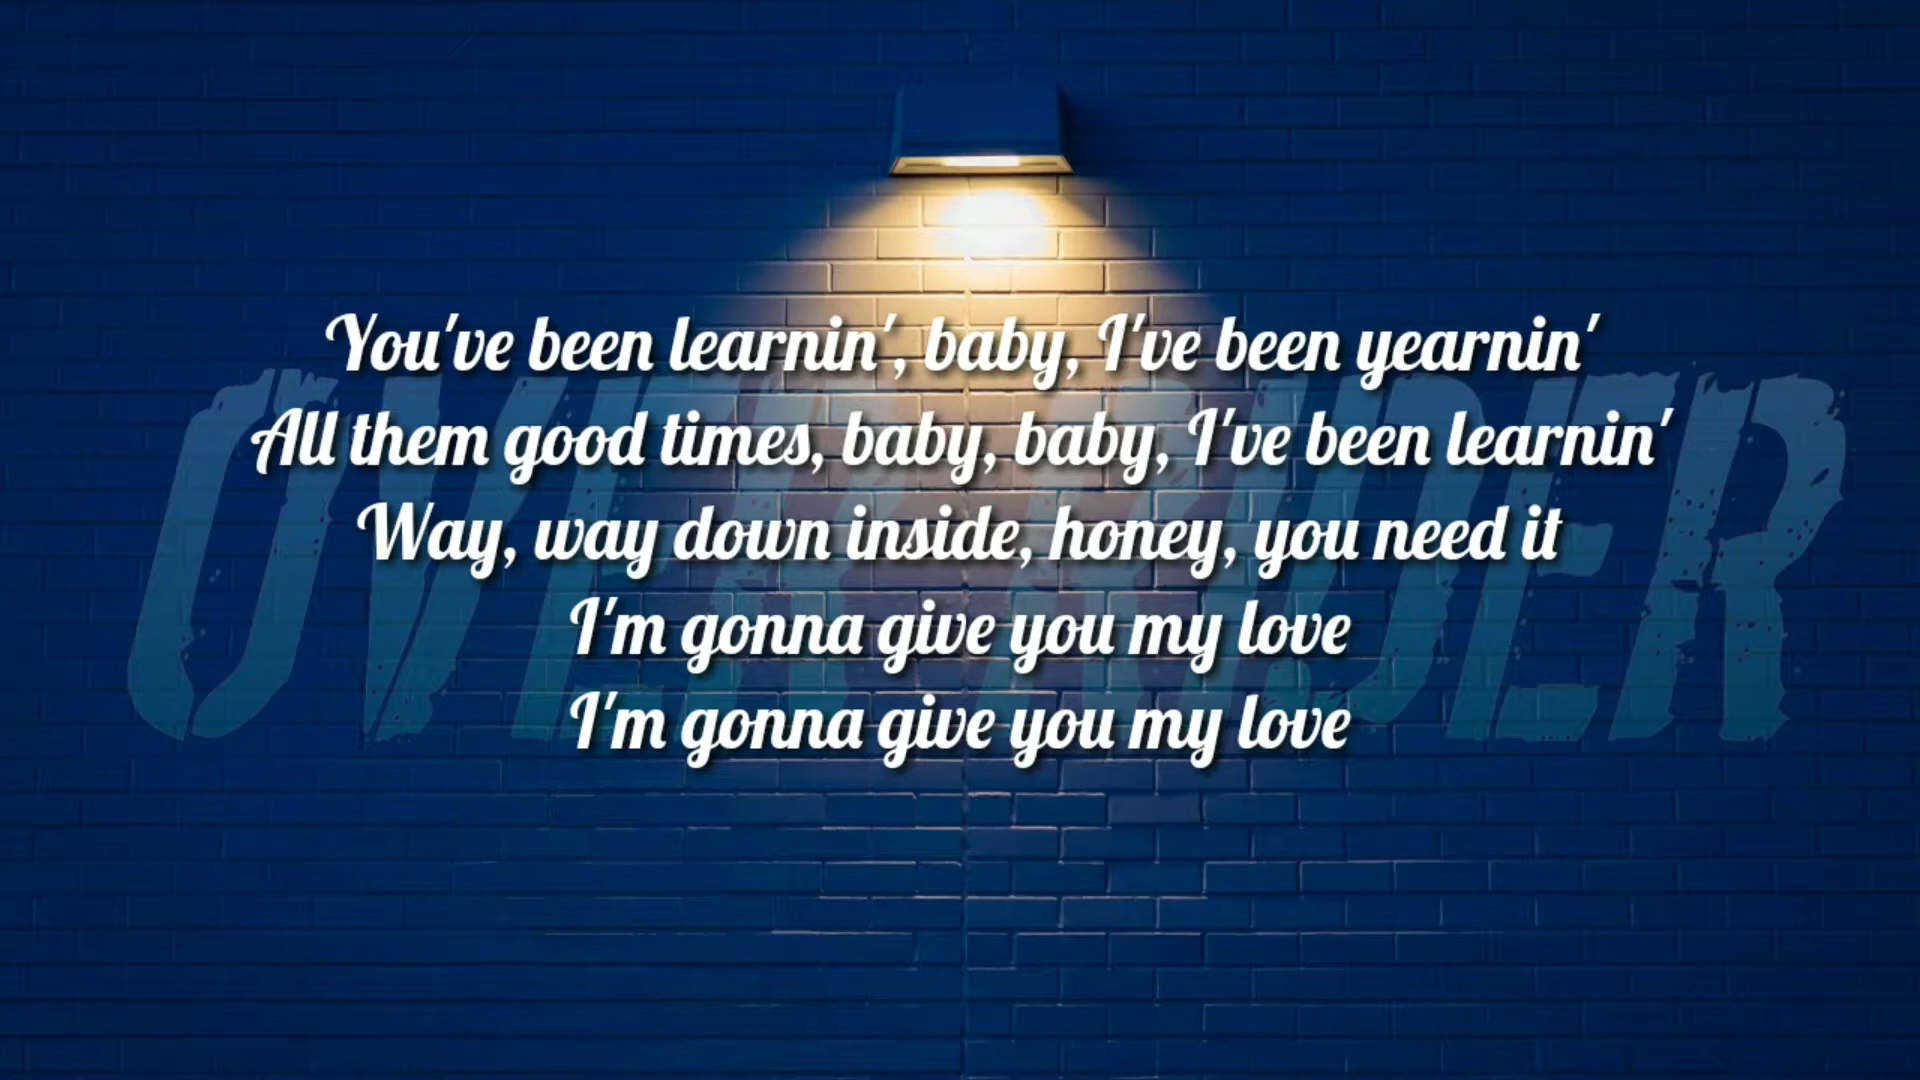 You've been learnin', baby, I've been yearnin'
All them good times, baby, baby, I've been learnin'
Way, way down inside, honey, you need it
I'm gonna give you my love
I'm gonna give you my love
OVERRIDER